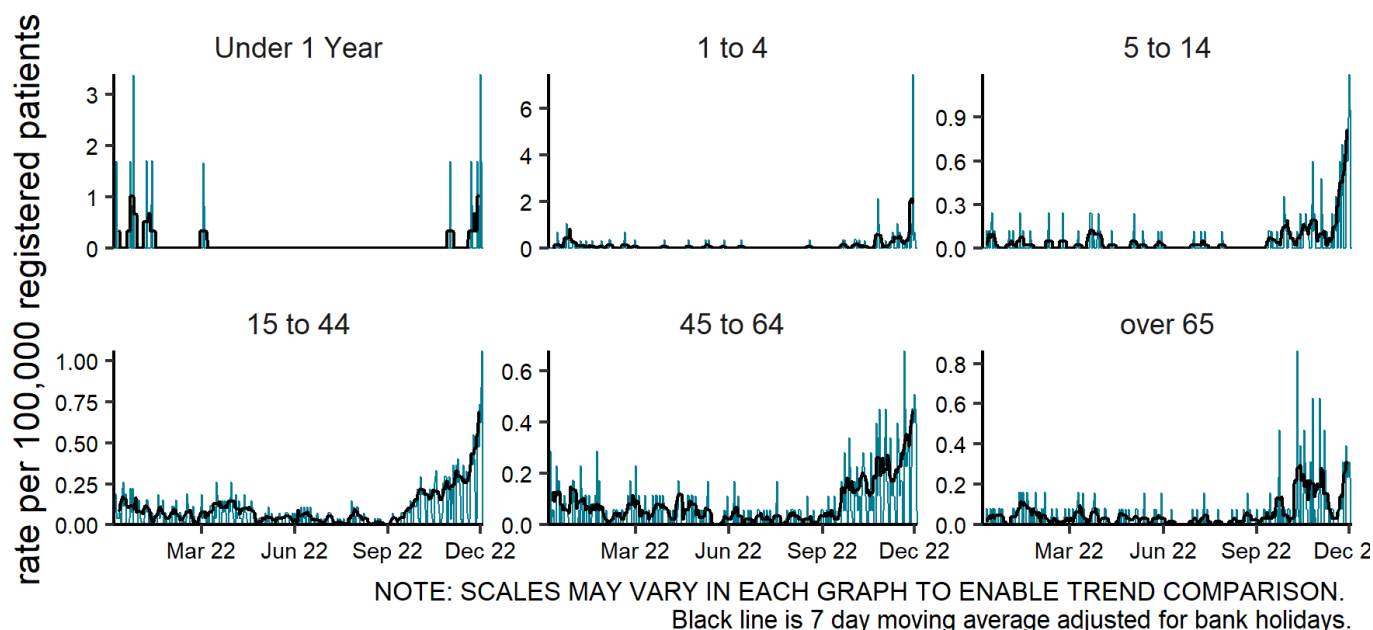 rate per 100,000 registered patients
Under 1 Year
3
2
1
0
1 to 4
6
4
2
0
5 to 14
0.9
0.6
0.3
0.0
15 to 44
1.00
0.75
0.50
0.25
0.00
Mar 22 Jun 22 Sep 22 Dec 22
45 to 64
0.6
0.4
0.2
0.0
Mar 22 Jun 22 Sep 22 Dec 22
over 65
0.8
0.6
0.4
0.2
0.0
Mar 22 Jun 22 Sep 22 Dec 2
NOTE: SCALES MAY VARY IN EACH GRAPH TO ENABLE TREND COMPARISON.
Black line is 7 day moving average adjusted for bank holidays.